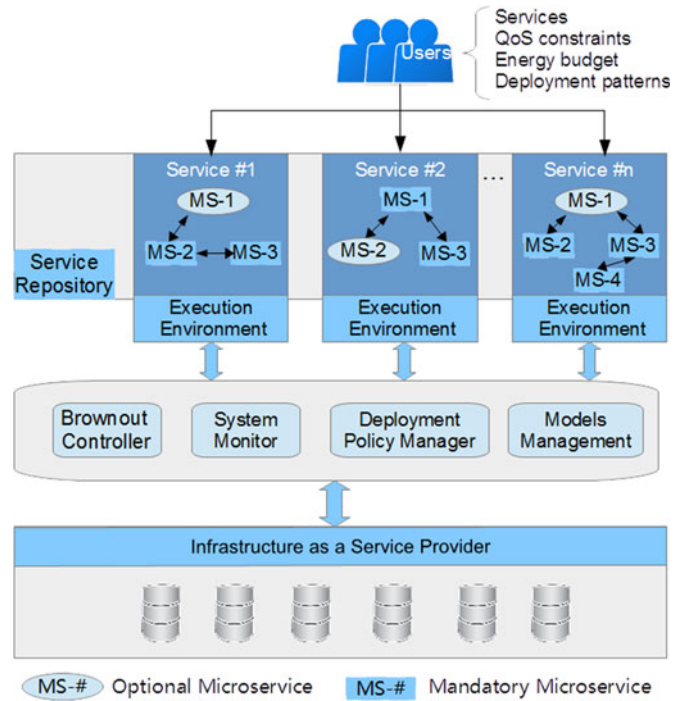 Users
Services
QoS constraints
Energy budget
Deployment patterns
Service #1
MS-1
MS-2
MS-3
Service #2
MS-1
MS-2
MS-3
...
Service #n
MS-1
MS-2
MS-3
MS-4
Service
Repository
Execution
Environment
Execution
Environment
Execution
Environment
Brownout
Controller
System
Monitor
Deployment
Policy Manager
Models
Management
Infrastructure as a Service Provider
MS-# Optional Microservice
MS-# Mandatory Microservice